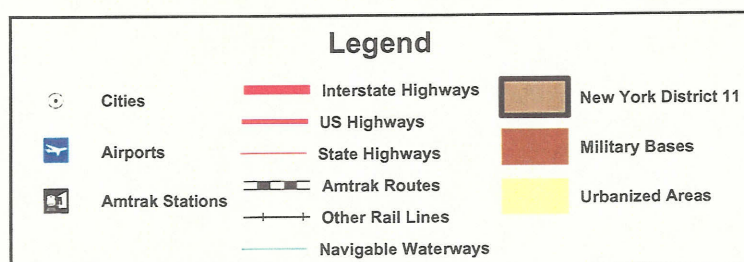 Legend
Cities
Airports
Amtrak Stations
Interstate Highways
US Highways
State Highways
Amtrak Routes
Other Rail Lines
Navigable Waterways
New York District 11
Military Bases
Urbanized Areas